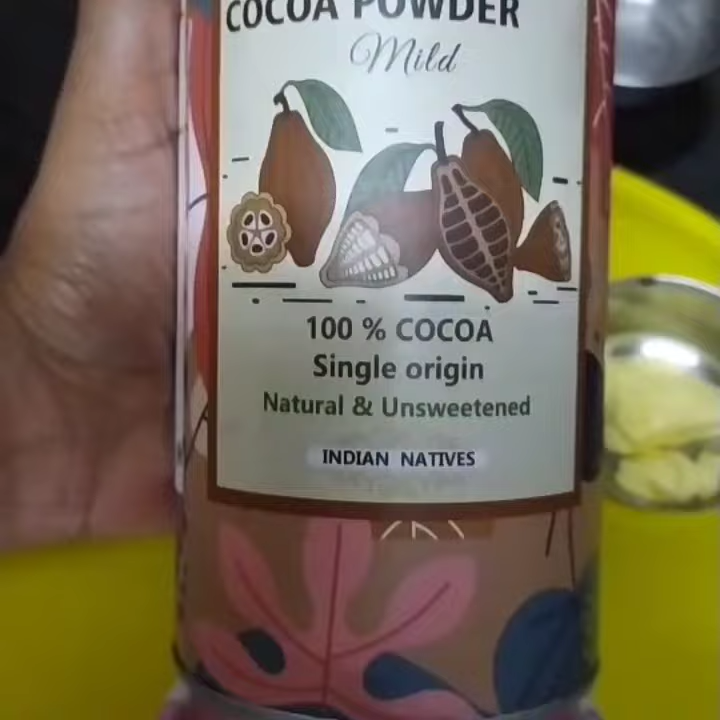 COCOA POWDER
Mild
100 % COCOA
Single origin
Natural & Unsweetened
INDIAN NATIVES